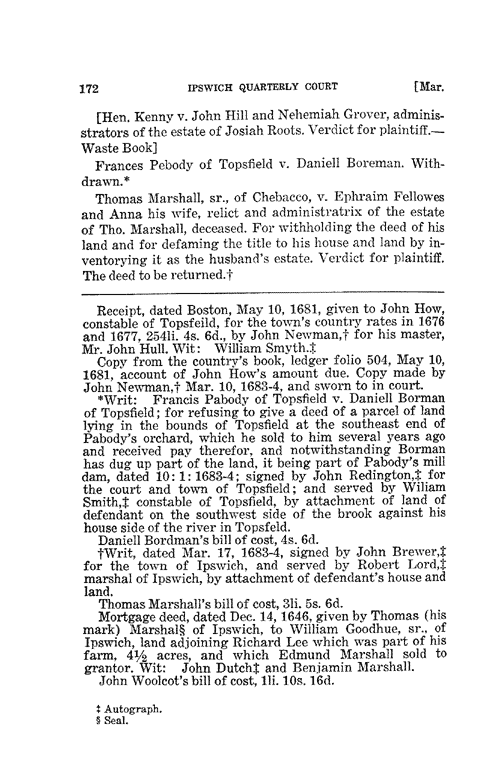 172 IPSWICH QUARTERLY COURT [Mar.
[Hen. Kenny v. John Hill and Nehemiah Grover, adminis-
strators of the estate of Josiah Roots. Verdict for plaintiff.—
Waste Book]
Frances Pebody of Topsfield v. Daniell Boreman. With-
drawn.*
Thomas Marshall, sr., of Chebacco, v. Ephraim Fellowes
and Anna his wife, relict and administratrix of the estate
of Tho. Marshall, deceased. For withholding the deed of his
land and for defaming the title to his house and land by in-
ventorying it as the husband's estate. Verdict for plaintiff.
The deed to be returned.†
Receipt, dated Boston, May 10, 1681, given to John How,
constable of Topsfeild, for the town's country rates in 1676
and 1677, 254li. 4s. 6d., by John Newman,† for his master,
Mr. John Hull. Wit: William Smyth.‡
Copy from the country's book, ledger folio 504, May 10,
1681, account of John How's amount due. Copy made by
John Newman,† Mar. 10, 1683-4, and sworn to in court.
*Writ: Francis Pabody of Topsfield v. Daniell Borman
of Topsfield; for refusing to give a deed of a parcel of land
lying in the bounds of Topsfield at the southeast end of
Pabody's orchard, which he sold to him several years ago
and received pay therefor, and notwithstanding Borman
has dug up part of the land, it being part of Pabody's mill
dam, dated 10: 1: 1683-4; signed by John Redington,‡ for
the court and town of Topsfield; and served by Wiliam
Smith,‡ constable of Topsfield, by attachment of land of
defendant on the southwest side of the brook against his
house side of the river in Topsfeld.
Daniell Bordman's bill of cost, 4s. 6d.
†Writ, dated Mar. 17, 1683-4, signed by John Brewer,‡
for the town of Ipswich, and served by Robert Lord,‡
marshal of Ipswich, by attachment of defendant's house and
land.
Thomas Marshall's bill of cost, 3li. 5s. 6d.
Mortgage deed, dated Dec. 14, 1646, given by Thomas (his
mark) Marshal§ of Ipswich, to William Goodhue, sr., of
Ipswich, land adjoining Richard Lee which was part of his
farm, 4½ acres, and which Edmund Marshall sold to
grantor. Wit: John Dutch‡ and Benjamin Marshall.
John Woolcot's bill of cost, 1li. 10s. 16d.
‡ Autograph.
§ Seal.